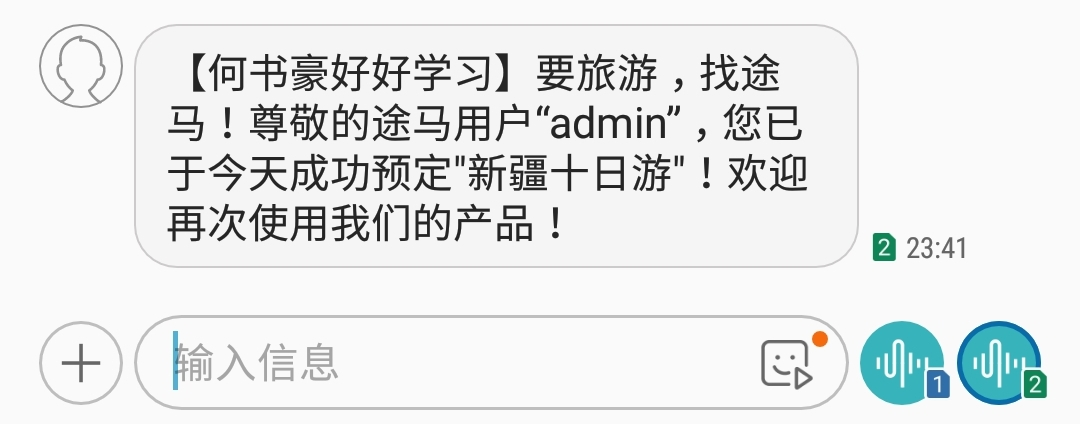 【何书豪好好学习】要旅游，找途
马！尊敬的途马用户“admin”，您已
于今天成功预定"新疆十日游"！欢迎
再次使用我们的产品！
2 23:41
输入信息
1 2